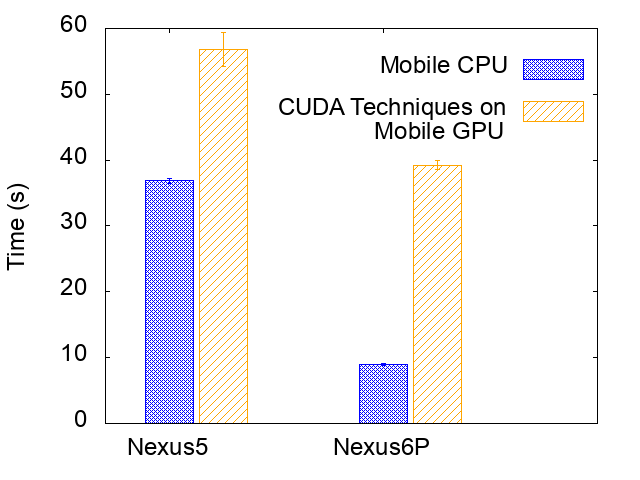 60
50
40
30
20
10
0
Time (s)
Mobile CPU
CUDA Techniques on
Mobile GPU
Nexus5
Nexus6P